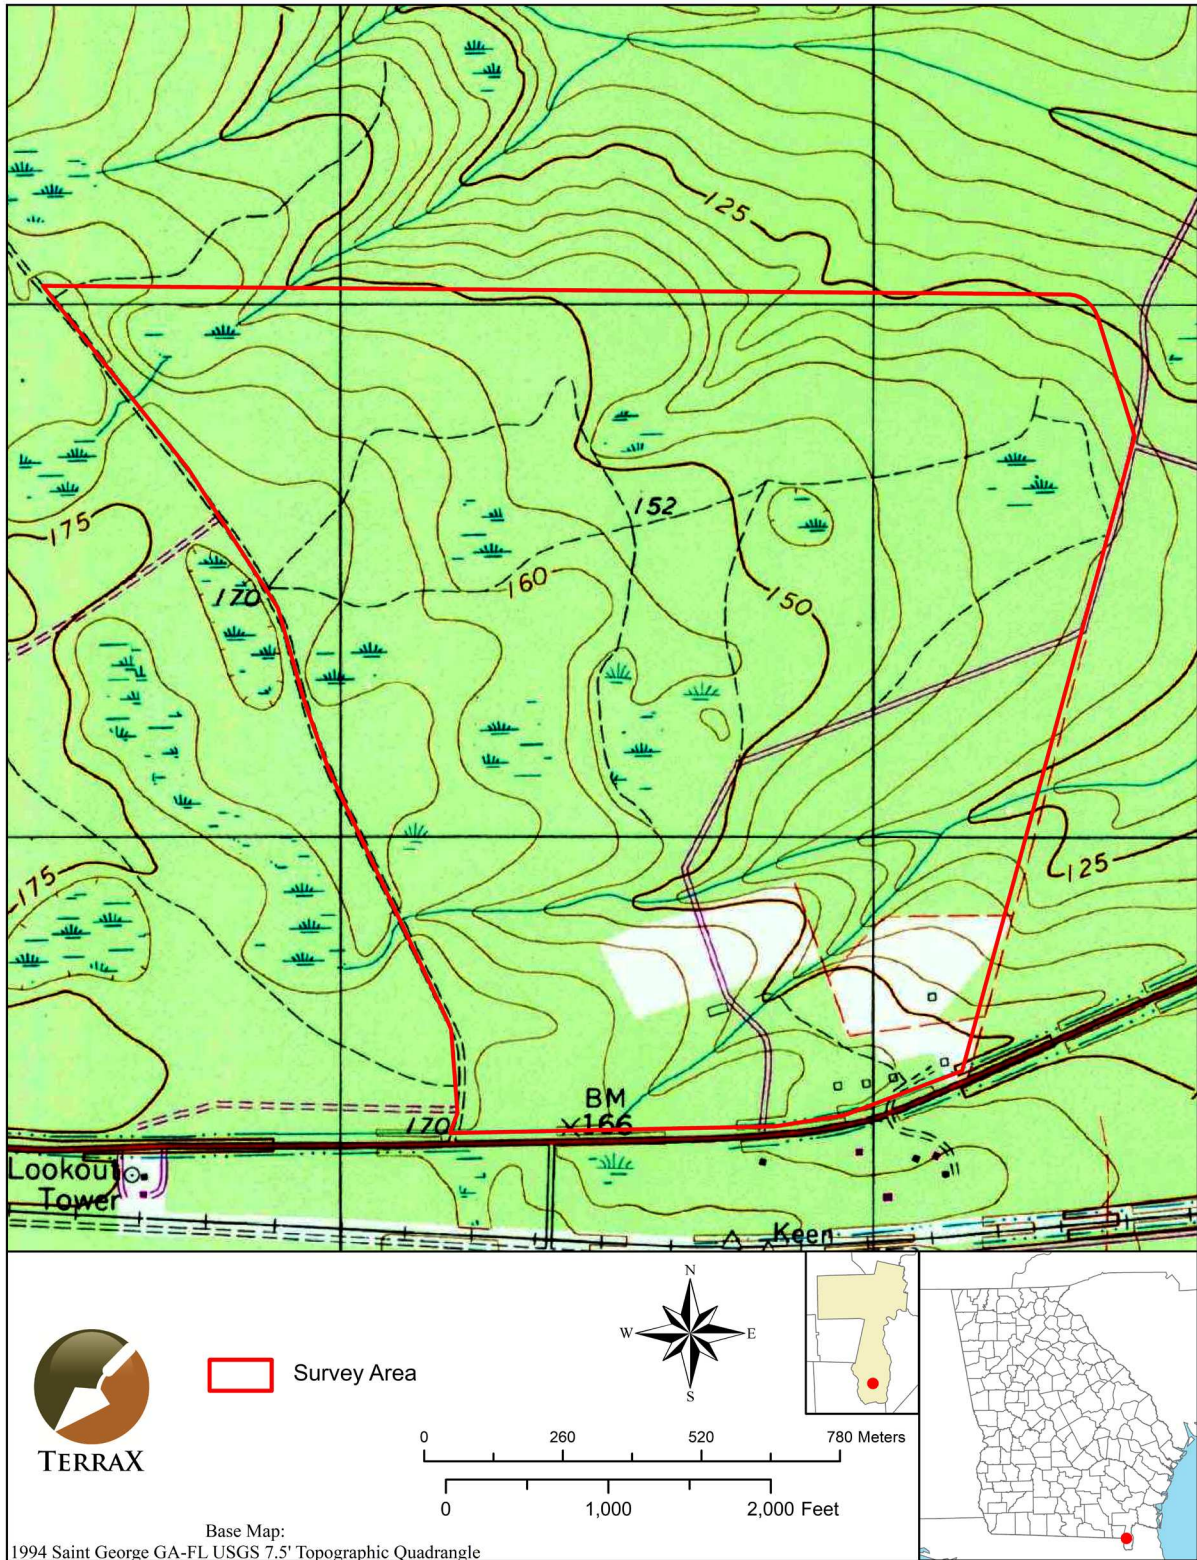 125
175
152
170
160
150
175
125
BM
×166
170
Lookout
Tower
Keen
N
W E
S
Survey Area
TERRAX
0 260 520 780 Meters
0 1,000 2,000 Feet
Base Map:
1994 Saint George GA-FL USGS 7.5' Topographic Quadrangle